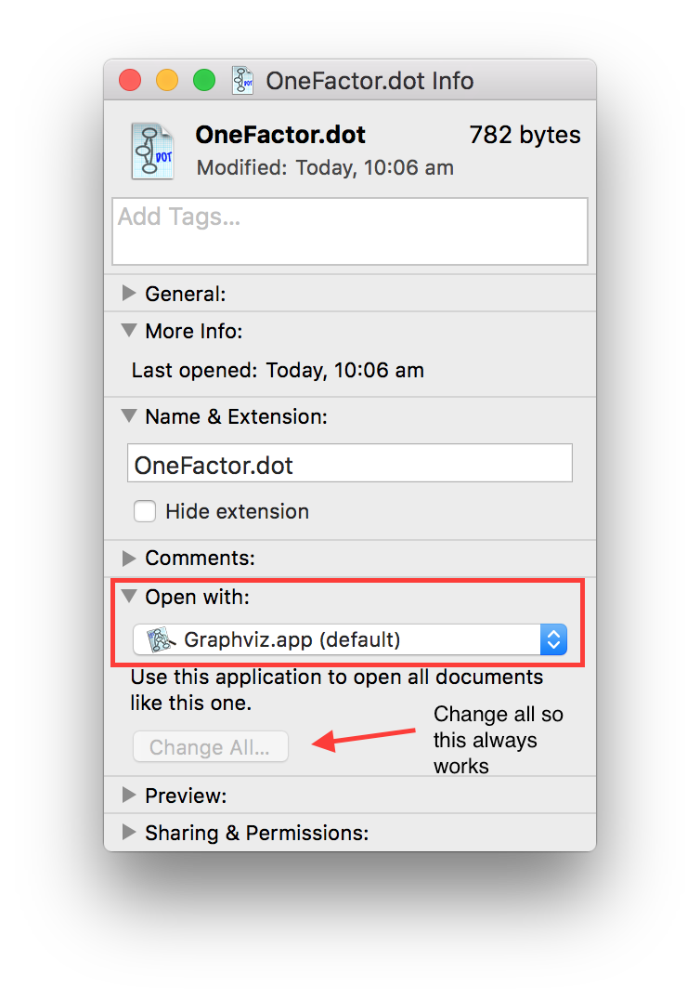 OneFactor.dot Info
OneFactor.dot 782 bytes
DOT
Modified: Today, 10:06 am
Add Tags...
General:
More Info:
Last opened: Today, 10:06 am
Name & Extension:
OneFactor.dot
Hide extension
Comments:
Open with:
Graphviz.app (default)
Use this application to open all documents
like this one.
Change All...
Change all so
this always
works
Preview:
Sharing & Permissions: